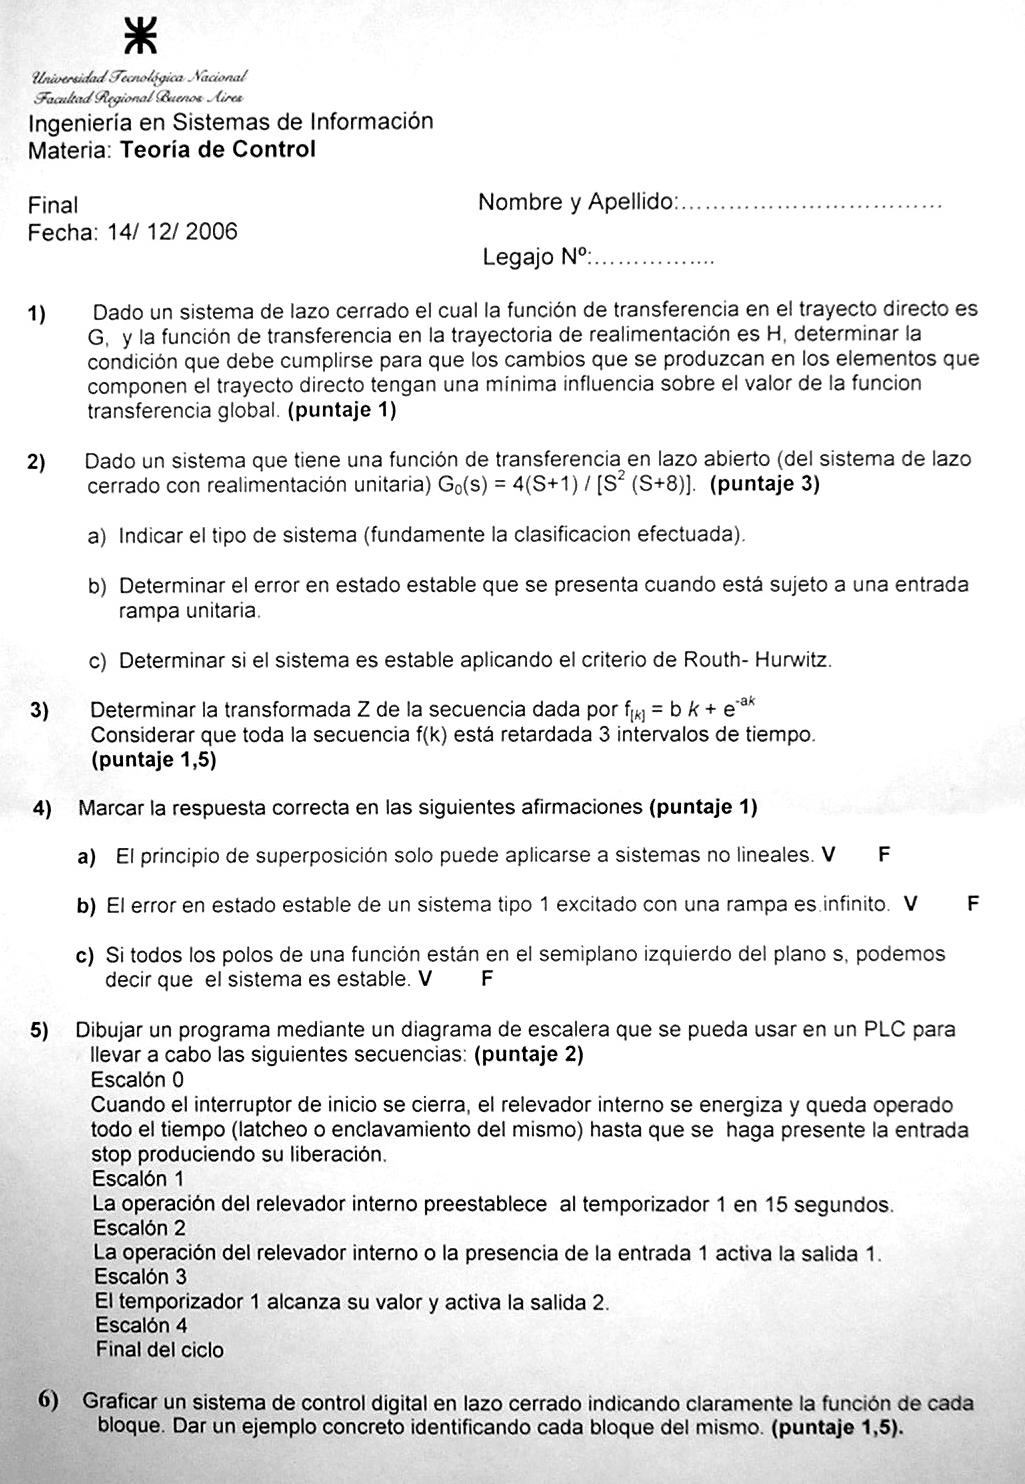 Universidad Tecnológica Nacional
Facultad Regional Buenos Aires
Ingeniería en Sistemas de Información
Materia: Teoría de Control
Final
Nombre y Apellido:.................................
Fecha: 14/ 12/ 2006
Legajo Nº:...............
1) Dado un sistema de lazo cerrado el cual la función de transferencia en el trayecto directo es
G, y la función de transferencia en la trayectoria de realimentación es H, determinar la
condición que debe cumplirse para que los cambios que se produzcan en los elementos que
componen el trayecto directo tengan una mínima influencia sobre el valor de la funcion
transferencia global. (puntaje 1)
2) Dado un sistema que tiene una función de transferencia en lazo abierto (del sistema de lazo
cerrado con realimentación unitaria) G₀(s) = 4(S+1) / [S² (S+8)]. (puntaje 3)
a) Indicar el tipo de sistema (fundamente la clasificacion efectuada).
b) Determinar el error en estado estable que se presenta cuando está sujeto a una entrada
rampa unitaria.
c) Determinar si el sistema es estable aplicando el criterio de Routh- Hurwitz.
3) Determinar la transformada Z de la secuencia dada por f[k] = b k + e^-ak
Considerar que toda la secuencia f(k) está retardada 3 intervalos de tiempo.
(puntaje 1,5)
4) Marcar la respuesta correcta en las siguientes afirmaciones (puntaje 1)
a) El principio de superposición solo puede aplicarse a sistemas no lineales. V F
b) El error en estado estable de un sistema tipo 1 excitado con una rampa es infinito. V F
c) Si todos los polos de una función están en el semiplano izquierdo del plano s, podemos
decir que el sistema es estable. V F
5) Dibujar un programa mediante un diagrama de escalera que se pueda usar en un PLC para
llevar a cabo las siguientes secuencias: (puntaje 2)
Escalón 0
Cuando el interruptor de inicio se cierra, el relevador interno se energiza y queda operado
todo el tiempo (latcheo o enclavamiento del mismo) hasta que se haga presente la entrada
stop produciendo su liberación.
Escalón 1
La operación del relevador interno preestablece al temporizador 1 en 15 segundos.
Escalón 2
La operación del relevador interno o la presencia de la entrada 1 activa la salida 1.
Escalón 3
El temporizador 1 alcanza su valor y activa la salida 2.
Escalón 4
Final del ciclo
6) Graficar un sistema de control digital en lazo cerrado indicando claramente la función de cada
bloque. Dar un ejemplo concreto identificando cada bloque del mismo. (puntaje 1,5).